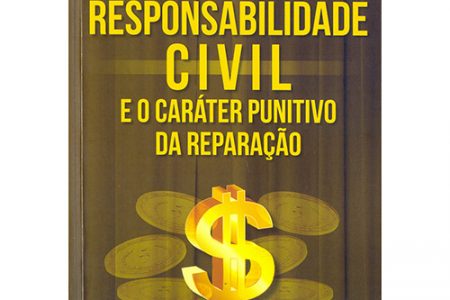 RESPONSABILIDADE
CIVIL
E O CARÁTER PUNITIVO
DA REPARAÇÃO
$